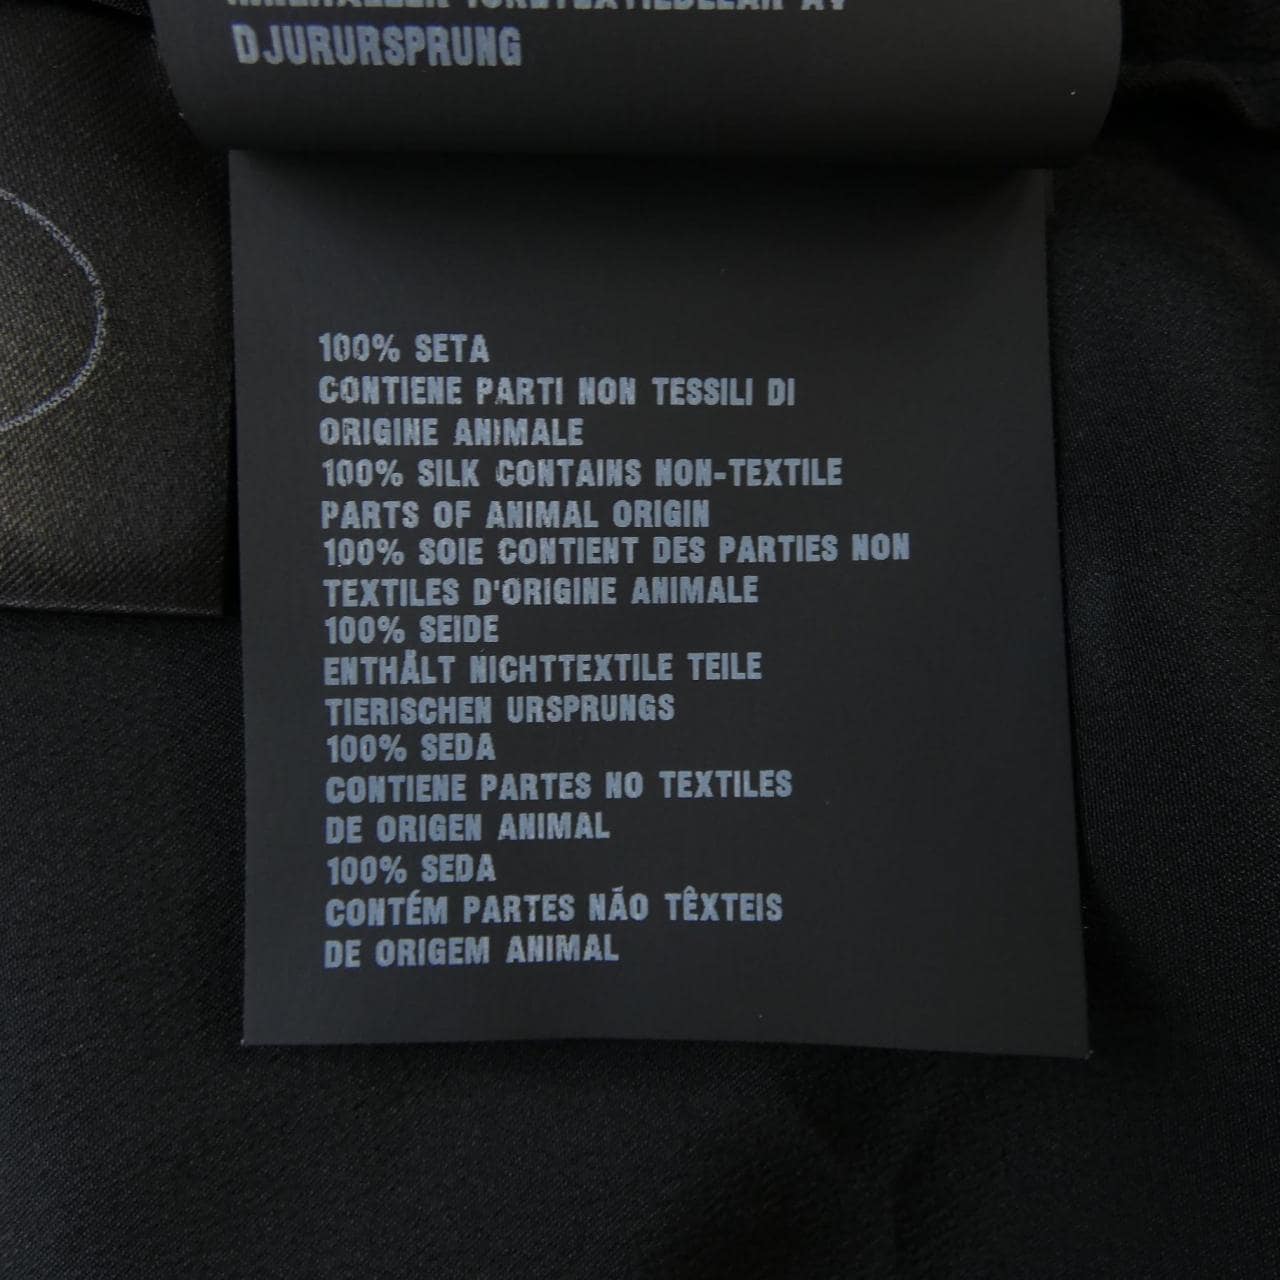 DJURURSPRUNG
100% SETA
CONTIENE PARTI NON TESSILI DI
ORIGINE ANIMALE
100% SILK CONTAINS NON-TEXTILE
PARTS OF ANIMAL ORIGIN
100% SOIE CONTIENT DES PARTIES NON
TEXTILES D'ORIGINE ANIMALE
100% SEIDE
ENTHÄLT NICHTTEXTILE TEILE
TIERISCHEN URSPRUNGS
100% SEDA
CONTIENE PARTES NO TEXTILES
DE ORIGEN ANIMAL
100% SEDA
CONTÉM PARTES NÃO TÊXTEIS
DE ORIGEM ANIMAL